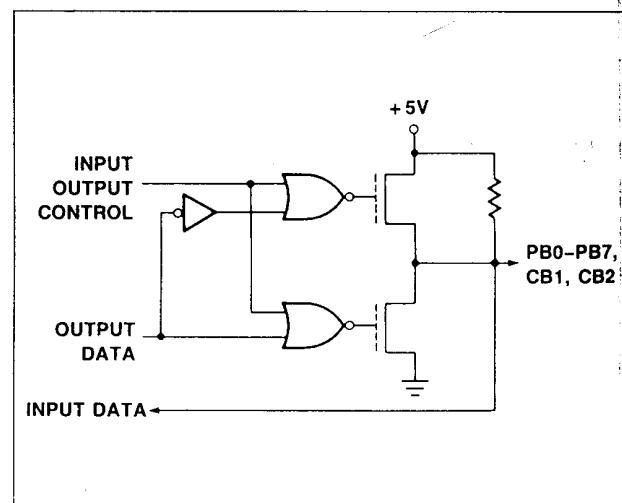 +5V
INPUT
OUTPUT
CONTROL
PB0–PB7,
CB1, CB2
OUTPUT
DATA
INPUT DATA